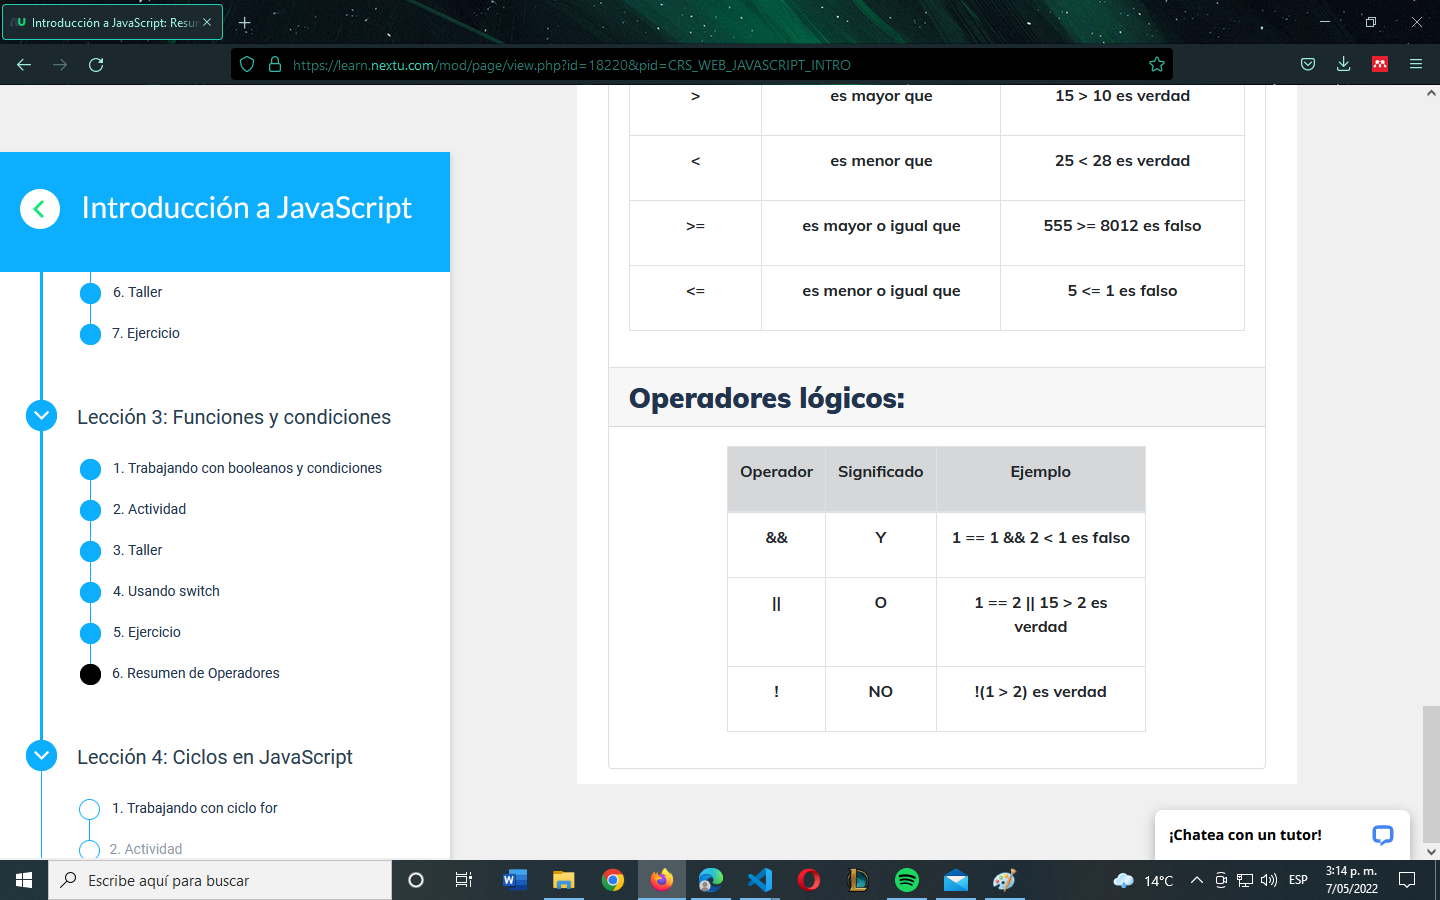 Introducción a JavaScript: Resun
https://learn.nextu.com/mod/page/view.php?id=18220&pid=CRS_WEB_JAVASCRIPT_INTRO
Introducción a JavaScript
6. Taller
7. Ejercicio
Lección 3: Funciones y condiciones
1. Trabajando con booleanos y condiciones
2. Actividad
3. Taller
4. Usando switch
5. Ejercicio
6. Resumen de Operadores
Lección 4: Ciclos en JavaScript
1. Trabajando con ciclo for
2. Actividad
> es mayor que 15 > 10 es verdad
< es menor que 25 < 28 es verdad
>= es mayor o igual que 555 >= 8012 es falso
<= es menor o igual que 5 <= 1 es falso
Operadores lógicos:
Operador Significado Ejemplo
&& Y 1 == 1 && 2 < 1 es falso
|| O 1 == 2 || 15 > 2 es
verdad
! NO !(1 > 2) es verdad
¡Chatea con un tutor!
Escribe aquí para buscar
14°C
ESP
3:14 p. m.
7/05/2022